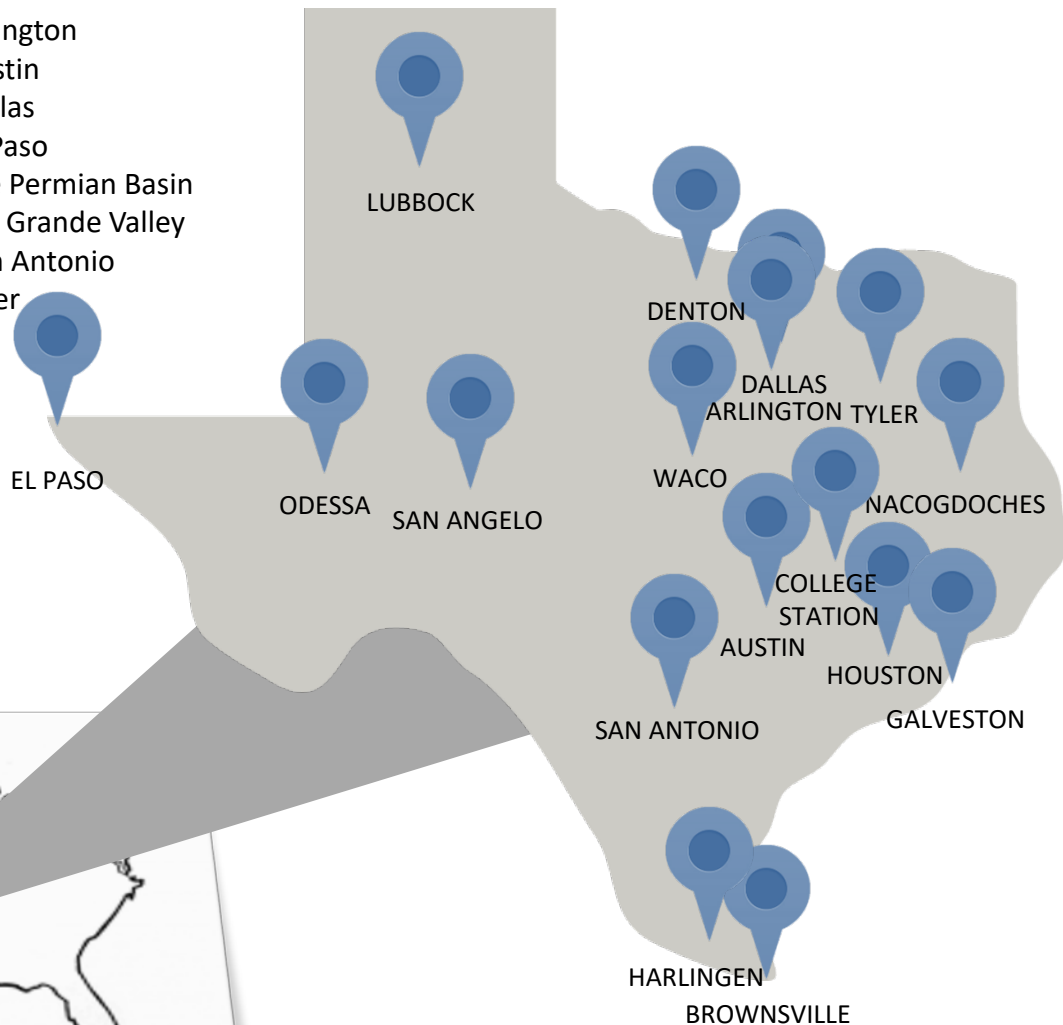 ngton
stin
las
Paso
Permian Basin
Grande Valley
Antonio
er
LUBBOCK
DENTON
DALLAS
ARLINGTON
TYLER
EL PASO
ODESSA
SAN ANGELO
WACO
NACOGDOCHES
COLLEGE
STATION
AUSTIN
HOUSTON
GALVESTON
SAN ANTONIO
HARLINGEN
BROWNSVILLE